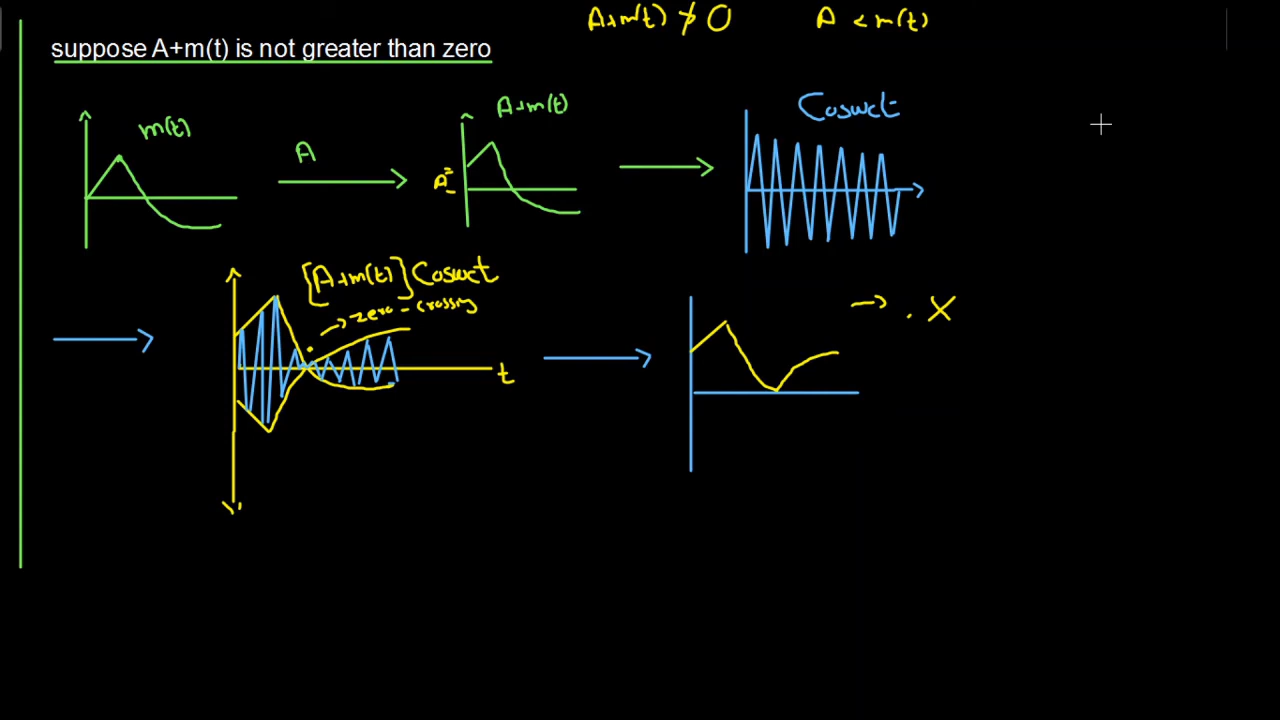 A+m(t) ≯ 0 A < m(t)
suppose A+m(t) is not greater than zero
m(t)
A
A+m(t)
Coswct
[A+m(t)] Coswct
→ zero-crossing
t
→ . X